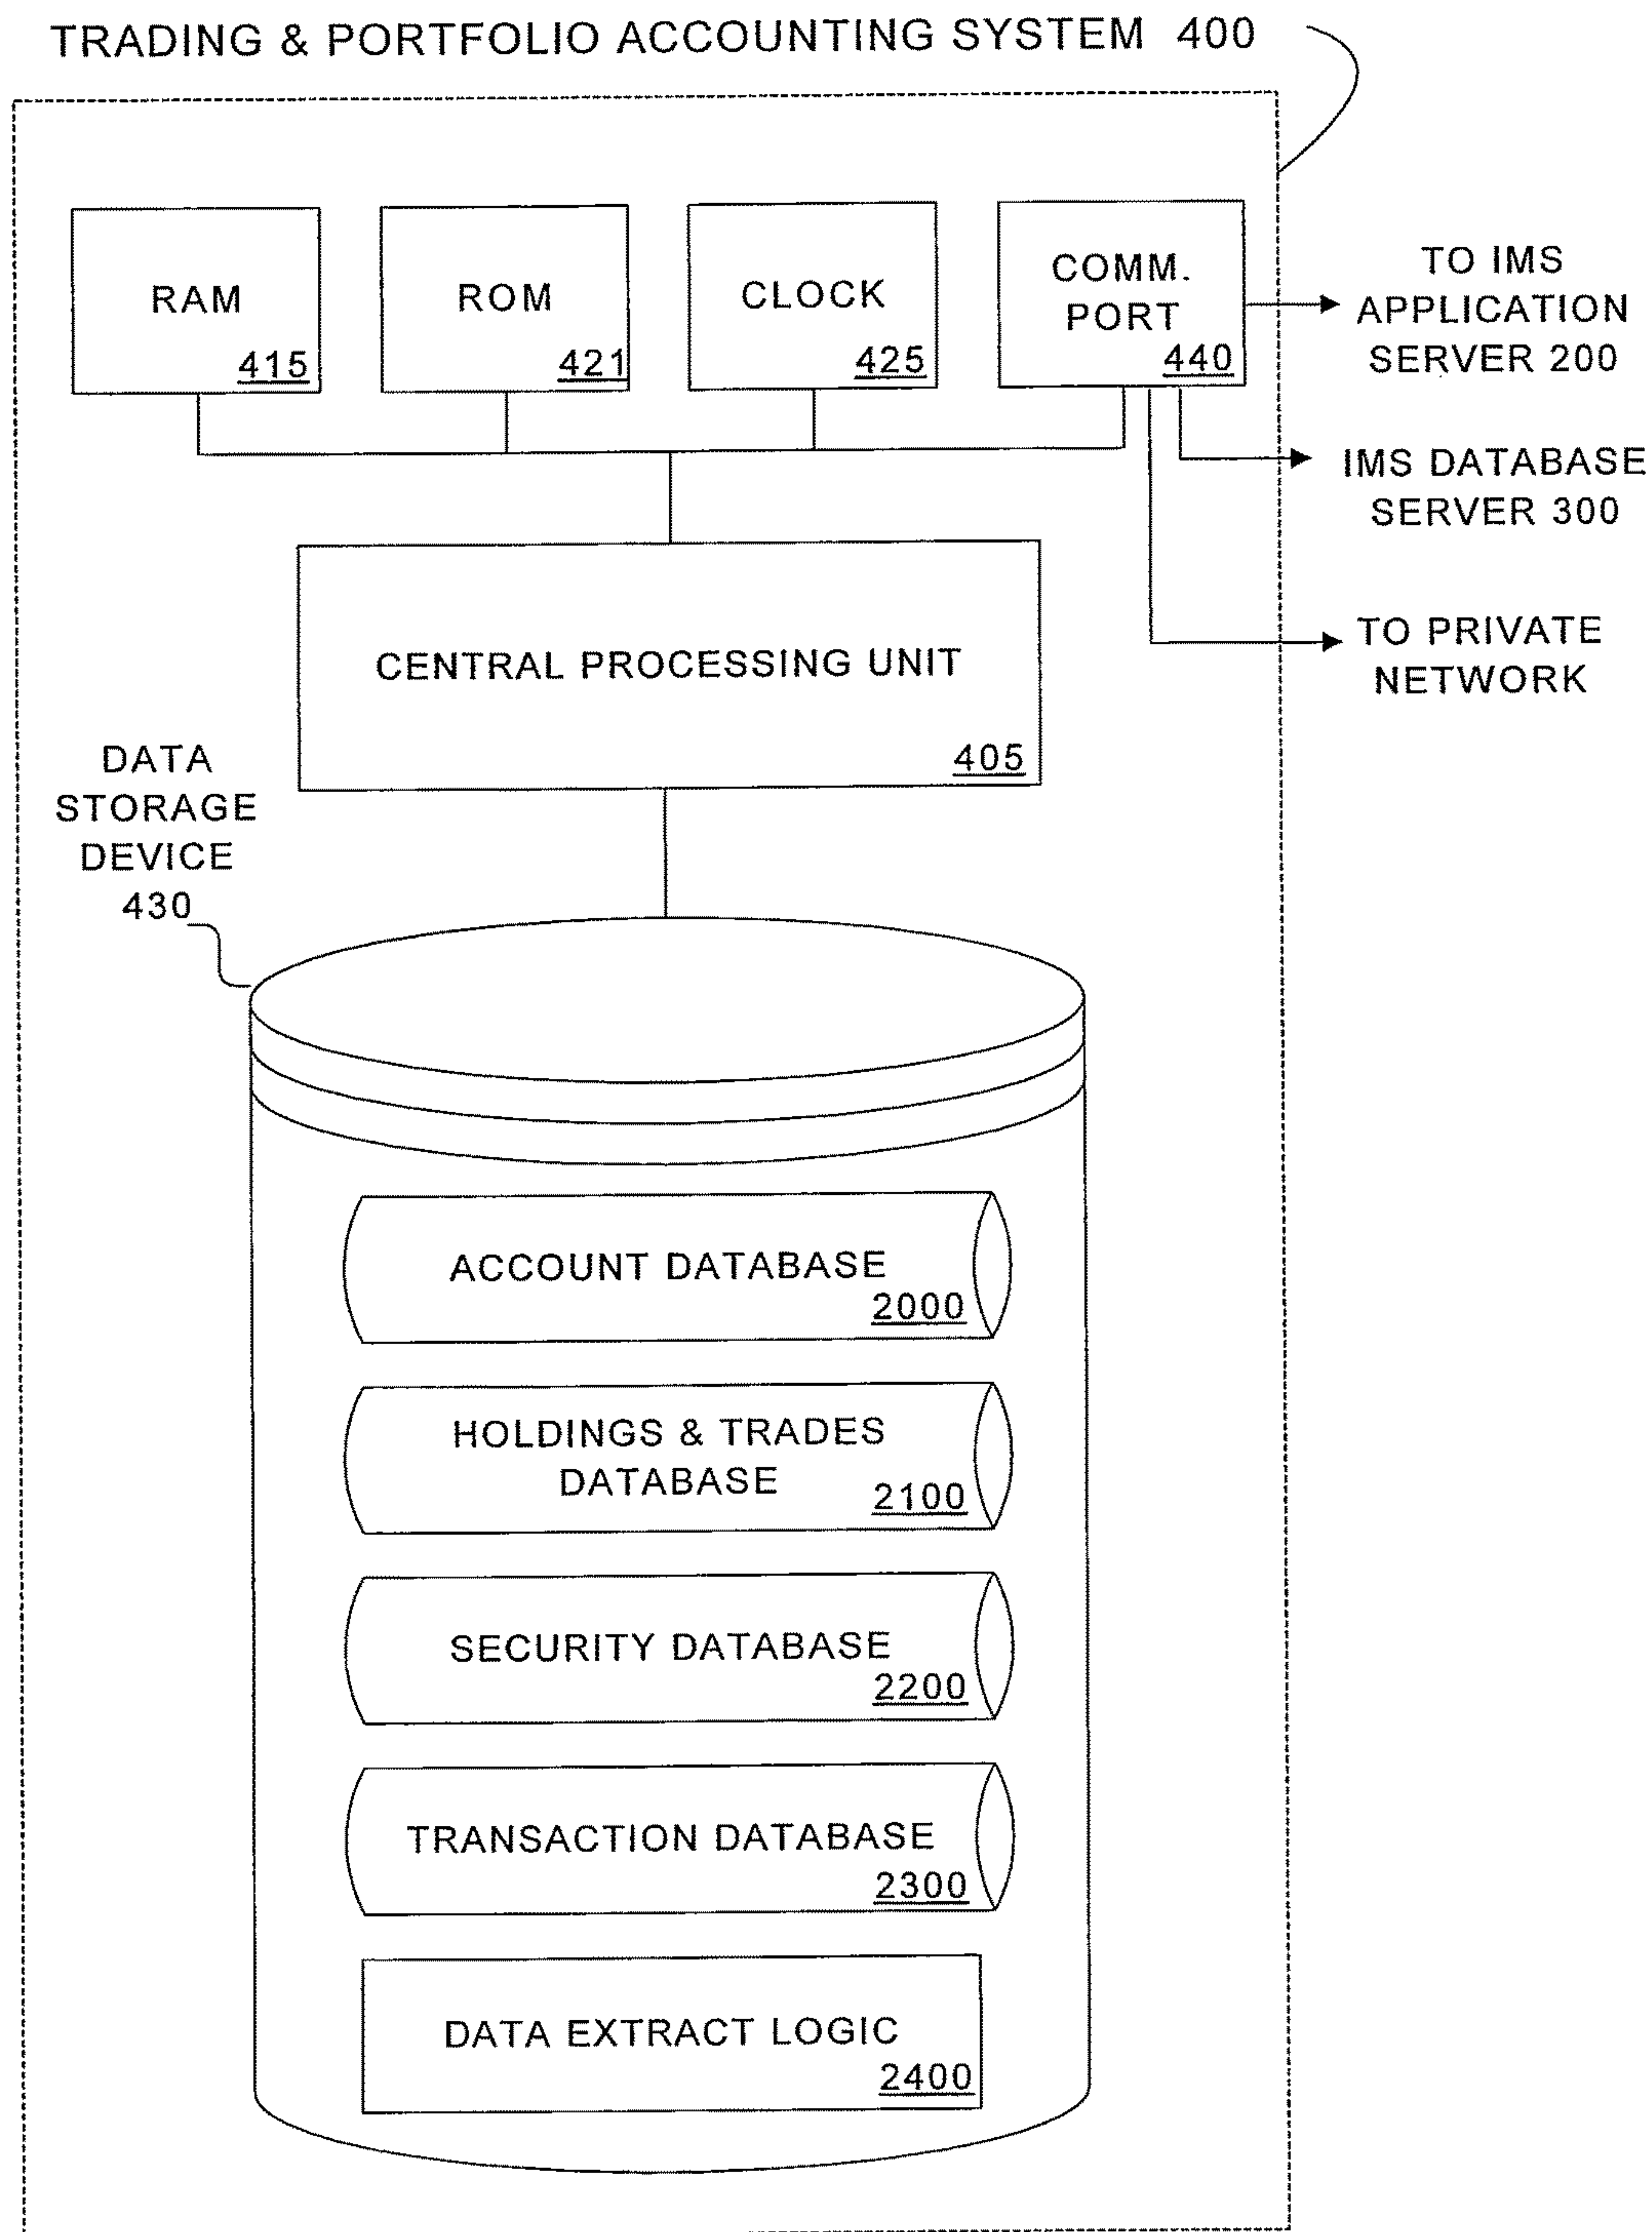 TRADING & PORTFOLIO ACCOUNTING SYSTEM 400
RAM
415
ROM
421
CLOCK
425
COMM.
PORT
440
TO IMS
APPLICATION
SERVER 200
IMS DATABASE
SERVER 300
TO PRIVATE
NETWORK
CENTRAL PROCESSING UNIT
405
DATA
STORAGE
DEVICE
430
ACCOUNT DATABASE
2000
HOLDINGS & TRADES
DATABASE
2100
SECURITY DATABASE
2200
TRANSACTION DATABASE
2300
DATA EXTRACT LOGIC
2400